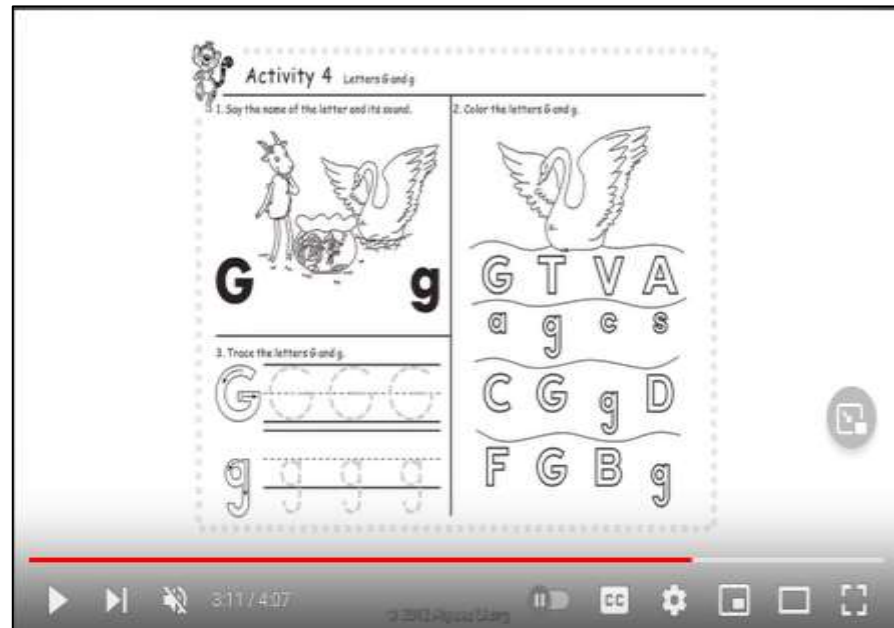 Activity 4 Letters G and g
1. Say the name of the letter and its sound.
G g
3. Trace the letters G and g.
G G G G
g g g g
2. Color the letters G and g.
G T V A
a g c s
C G g D
F G B g
3:11 / 4:07
CC